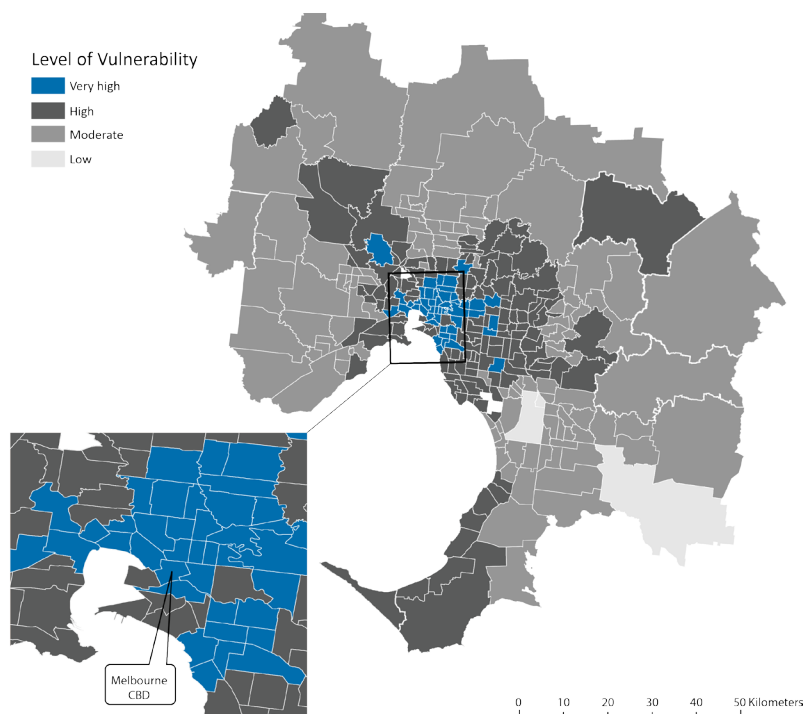 Level of Vulnerability
Very high
High
Moderate
Low
Melbourne
CBD
0 10 20 30 40 50 Kilometers